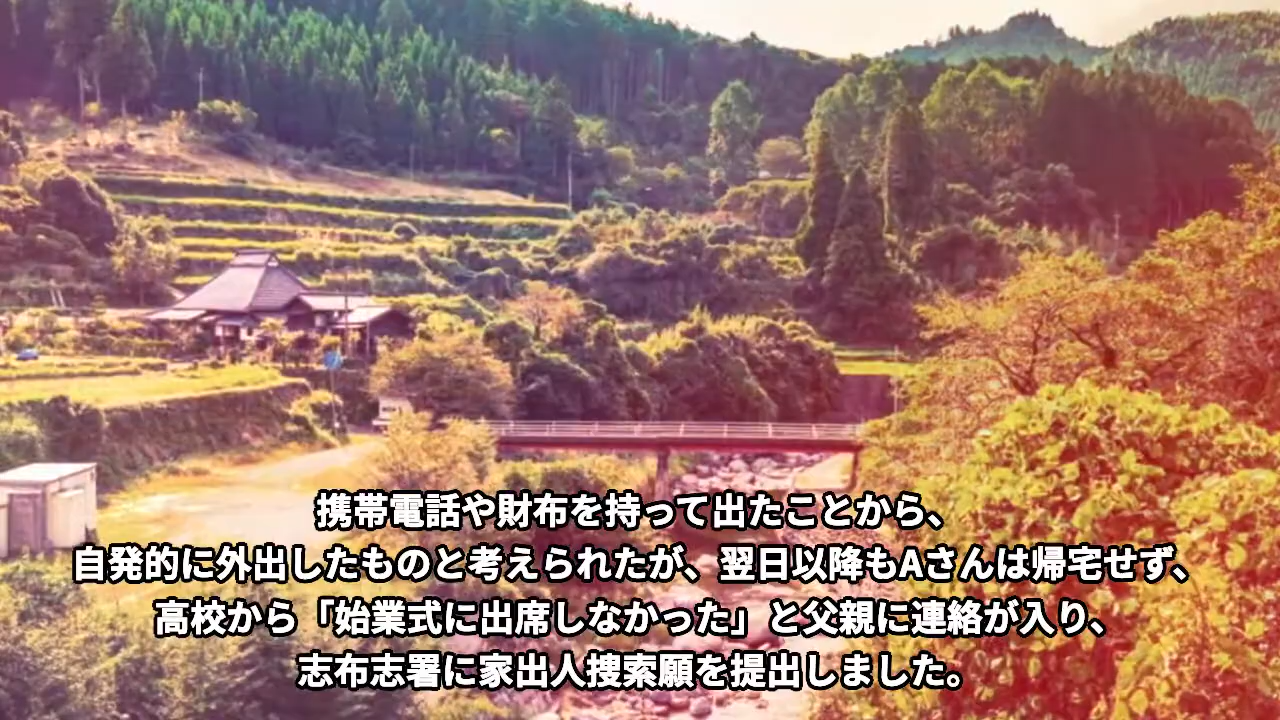 携帯電話や財布を持って出たことから、
自発的に外出したものと考えられたが、翌日以降もAさんは帰宅せず、
高校から「始業式に出席しなかった」と父親に連絡が入り、
志布志署に家出人捜索願を提出しました。